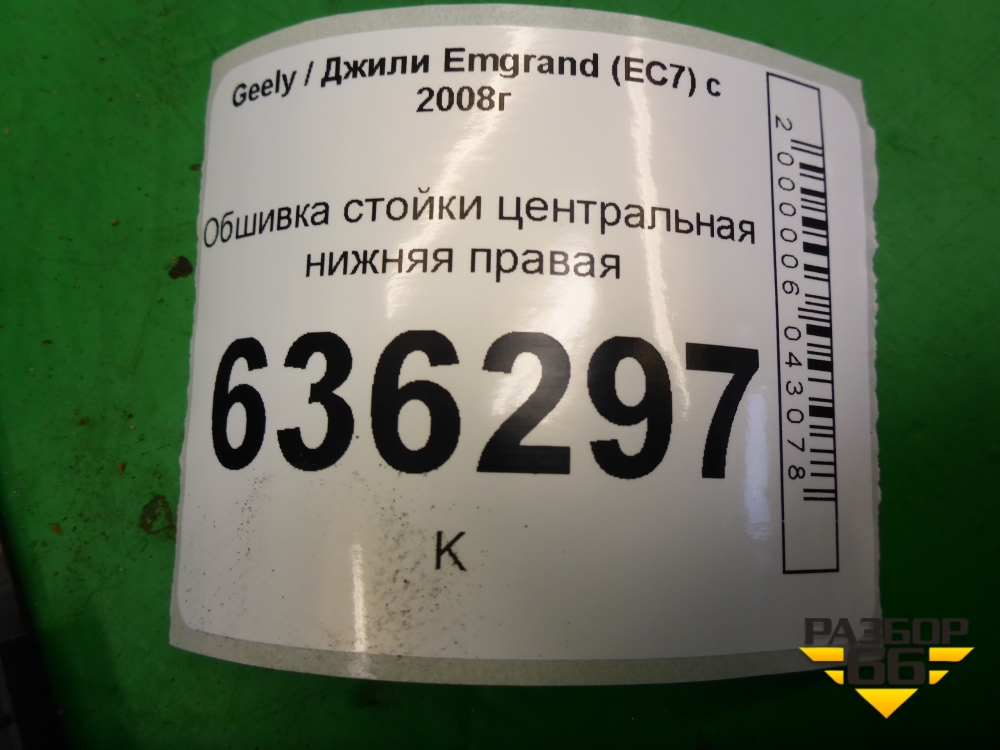 Geely / Джили Emgrand (EC7) с
2008г
Обшивка стойки центральная
нижняя правая
636297
К
2000006043078
РАЗБОР
66